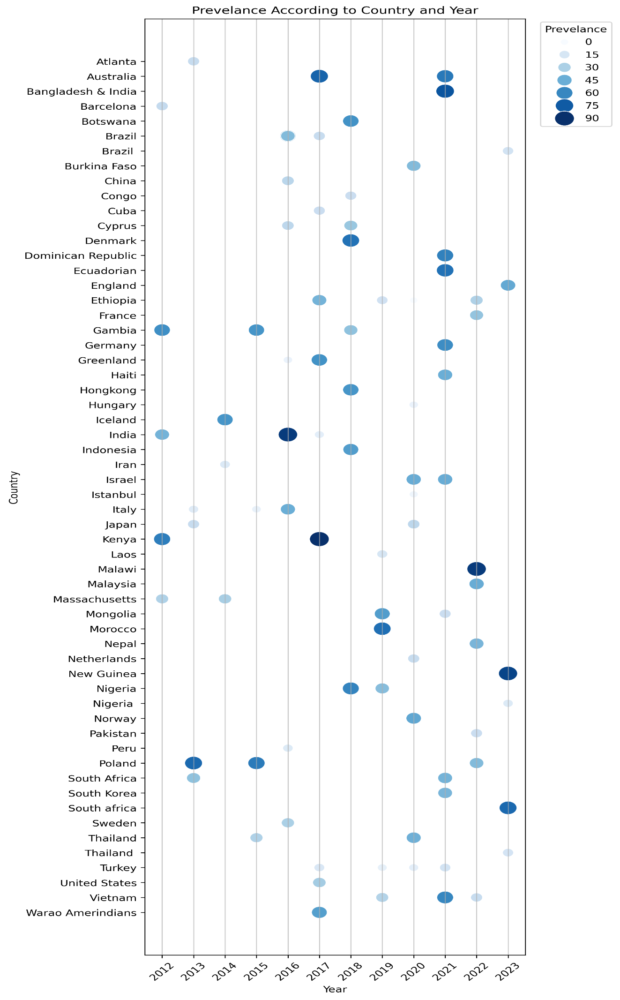 Prevelance According to Country and Year
Prevelance
0
15
30
45
60
75
90
Atlanta
Australia
Bangladesh & India
Barcelona
Botswana
Brazil
Brazil
Burkina Faso
China
Congo
Cuba
Cyprus
Denmark
Dominican Republic
Ecuadorian
England
Ethiopia
France
Gambia
Germany
Greenland
Haiti
Hongkong
Hungary
Iceland
India
Indonesia
Iran
Israel
Istanbul
Italy
Japan
Kenya
Laos
Malawi
Malaysia
Massachusetts
Mongolia
Morocco
Nepal
Netherlands
New Guinea
Nigeria
Nigeria
Norway
Pakistan
Peru
Poland
South Africa
South Korea
South africa
Sweden
Thailand
Thailand
Turkey
United States
Vietnam
Warao Amerindians
Country
2012 2013 2014 2015 2016 2017 2018 2019 2020 2021 2022 2023
Year